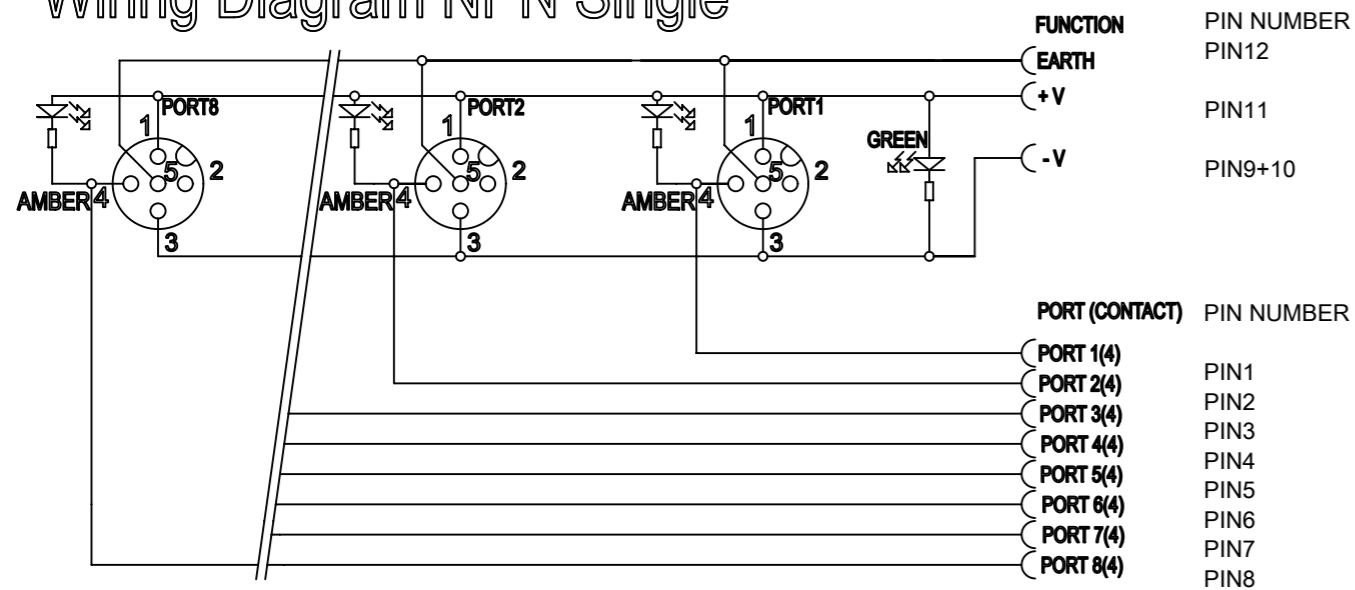 Wiring Diagram NPN Single
FUNCTION PIN NUMBER
EARTH PIN12
+ V PIN11
- V PIN9+10
PORT8 PORT2 PORT1
1 1 1
GREEN
5 2 5 2 5 2
AMBER 4 AMBER 4 AMBER 4
3 3 3
PORT (CONTACT) PIN NUMBER
PORT 1(4) PIN1
PORT 2(4) PIN2
PORT 3(4) PIN3
PORT 4(4) PIN4
PORT 5(4) PIN5
PORT 6(4) PIN6
PORT 7(4) PIN7
PORT 8(4) PIN8